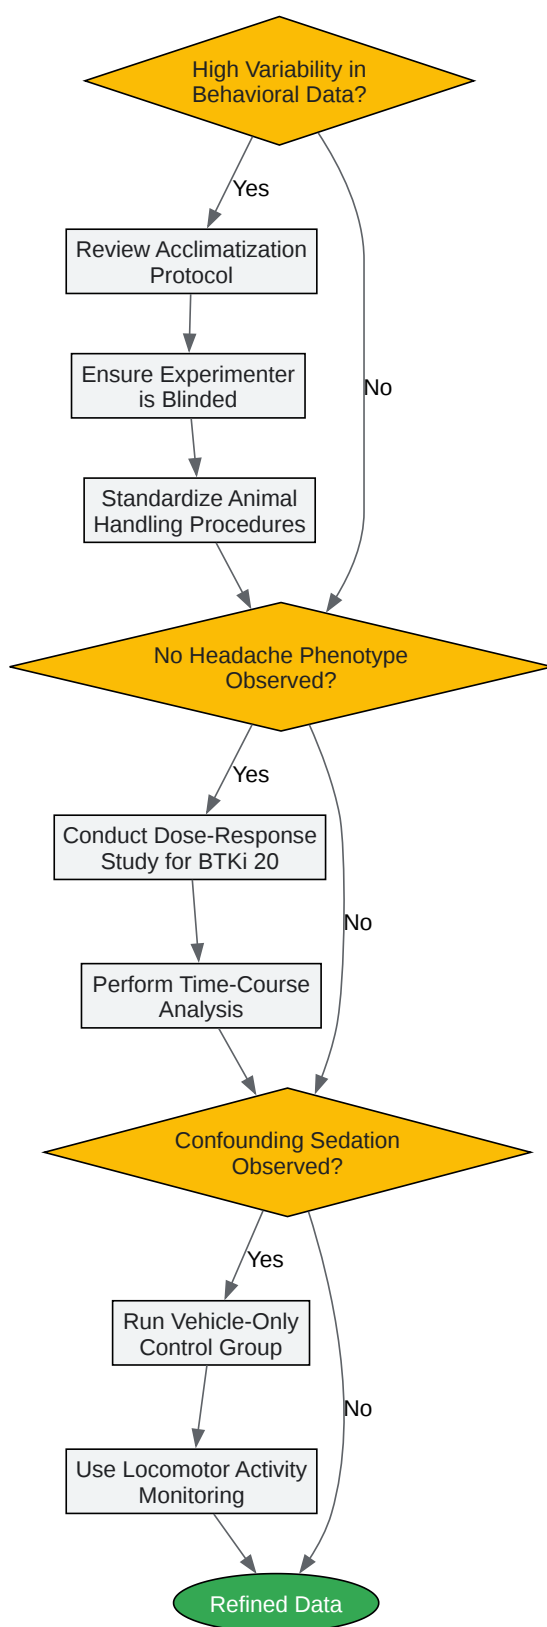 High Variability in
Behavioral Data?
Yes
Review Acclimatization
Protocol
Ensure Experimenter
is Blinded
No
Standardize Animal
Handling Procedures
No Headache Phenotype
Observed?
Yes
Conduct Dose-Response
Study for BTKi 20
No
Perform Time-Course
Analysis
Confounding Sedation
Observed?
Yes
Run Vehicle-Only
Control Group
No
Use Locomotor Activity
Monitoring
Refined Data